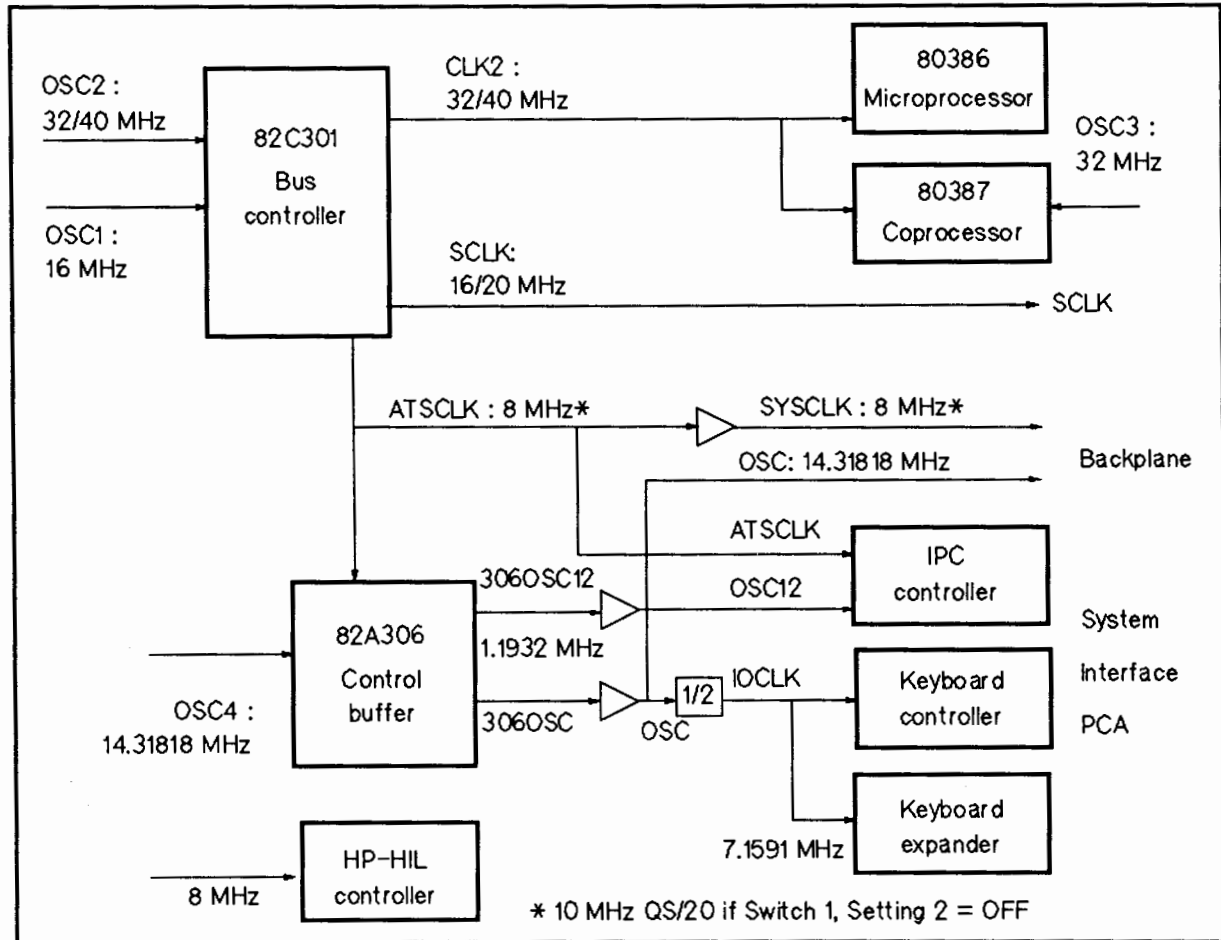 OSC2 :
32/40 MHz
OSC1 :
16 MHz
82C301
Bus
controller
CLK2 :
32/40 MHz
80386
Microprocessor
OSC3 :
32 MHz
80387
Coprocessor
SCLK:
16/20 MHz
SCLK
ATSCLK : 8 MHz*
SYSCLK : 8 MHz*
OSC: 14.31818 MHz
Backplane
ATSCLK
IPC
controller
306OSC12
OSC12
1.1932 MHz
82A306
Control
buffer
OSC4 :
14.31818 MHz
306OSC
OSC
1/2
IOCLK
Keyboard
controller
System
Interface
PCA
Keyboard
expander
7.1591 MHz
HP-HIL
controller
8 MHz
* 10 MHz QS/20 if Switch 1, Setting 2 = OFF